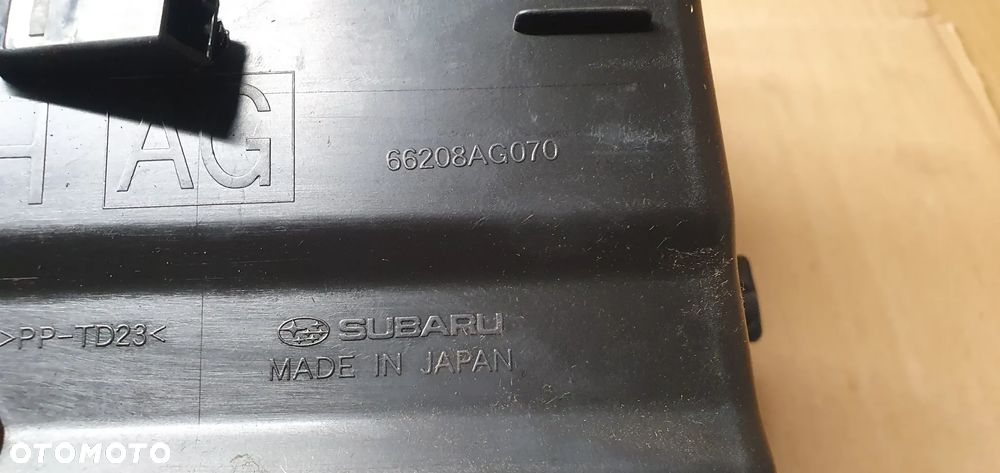 H AG
66208AG070
>PP-TD23<
SUBARU
MADE IN JAPAN
OTOMOTO